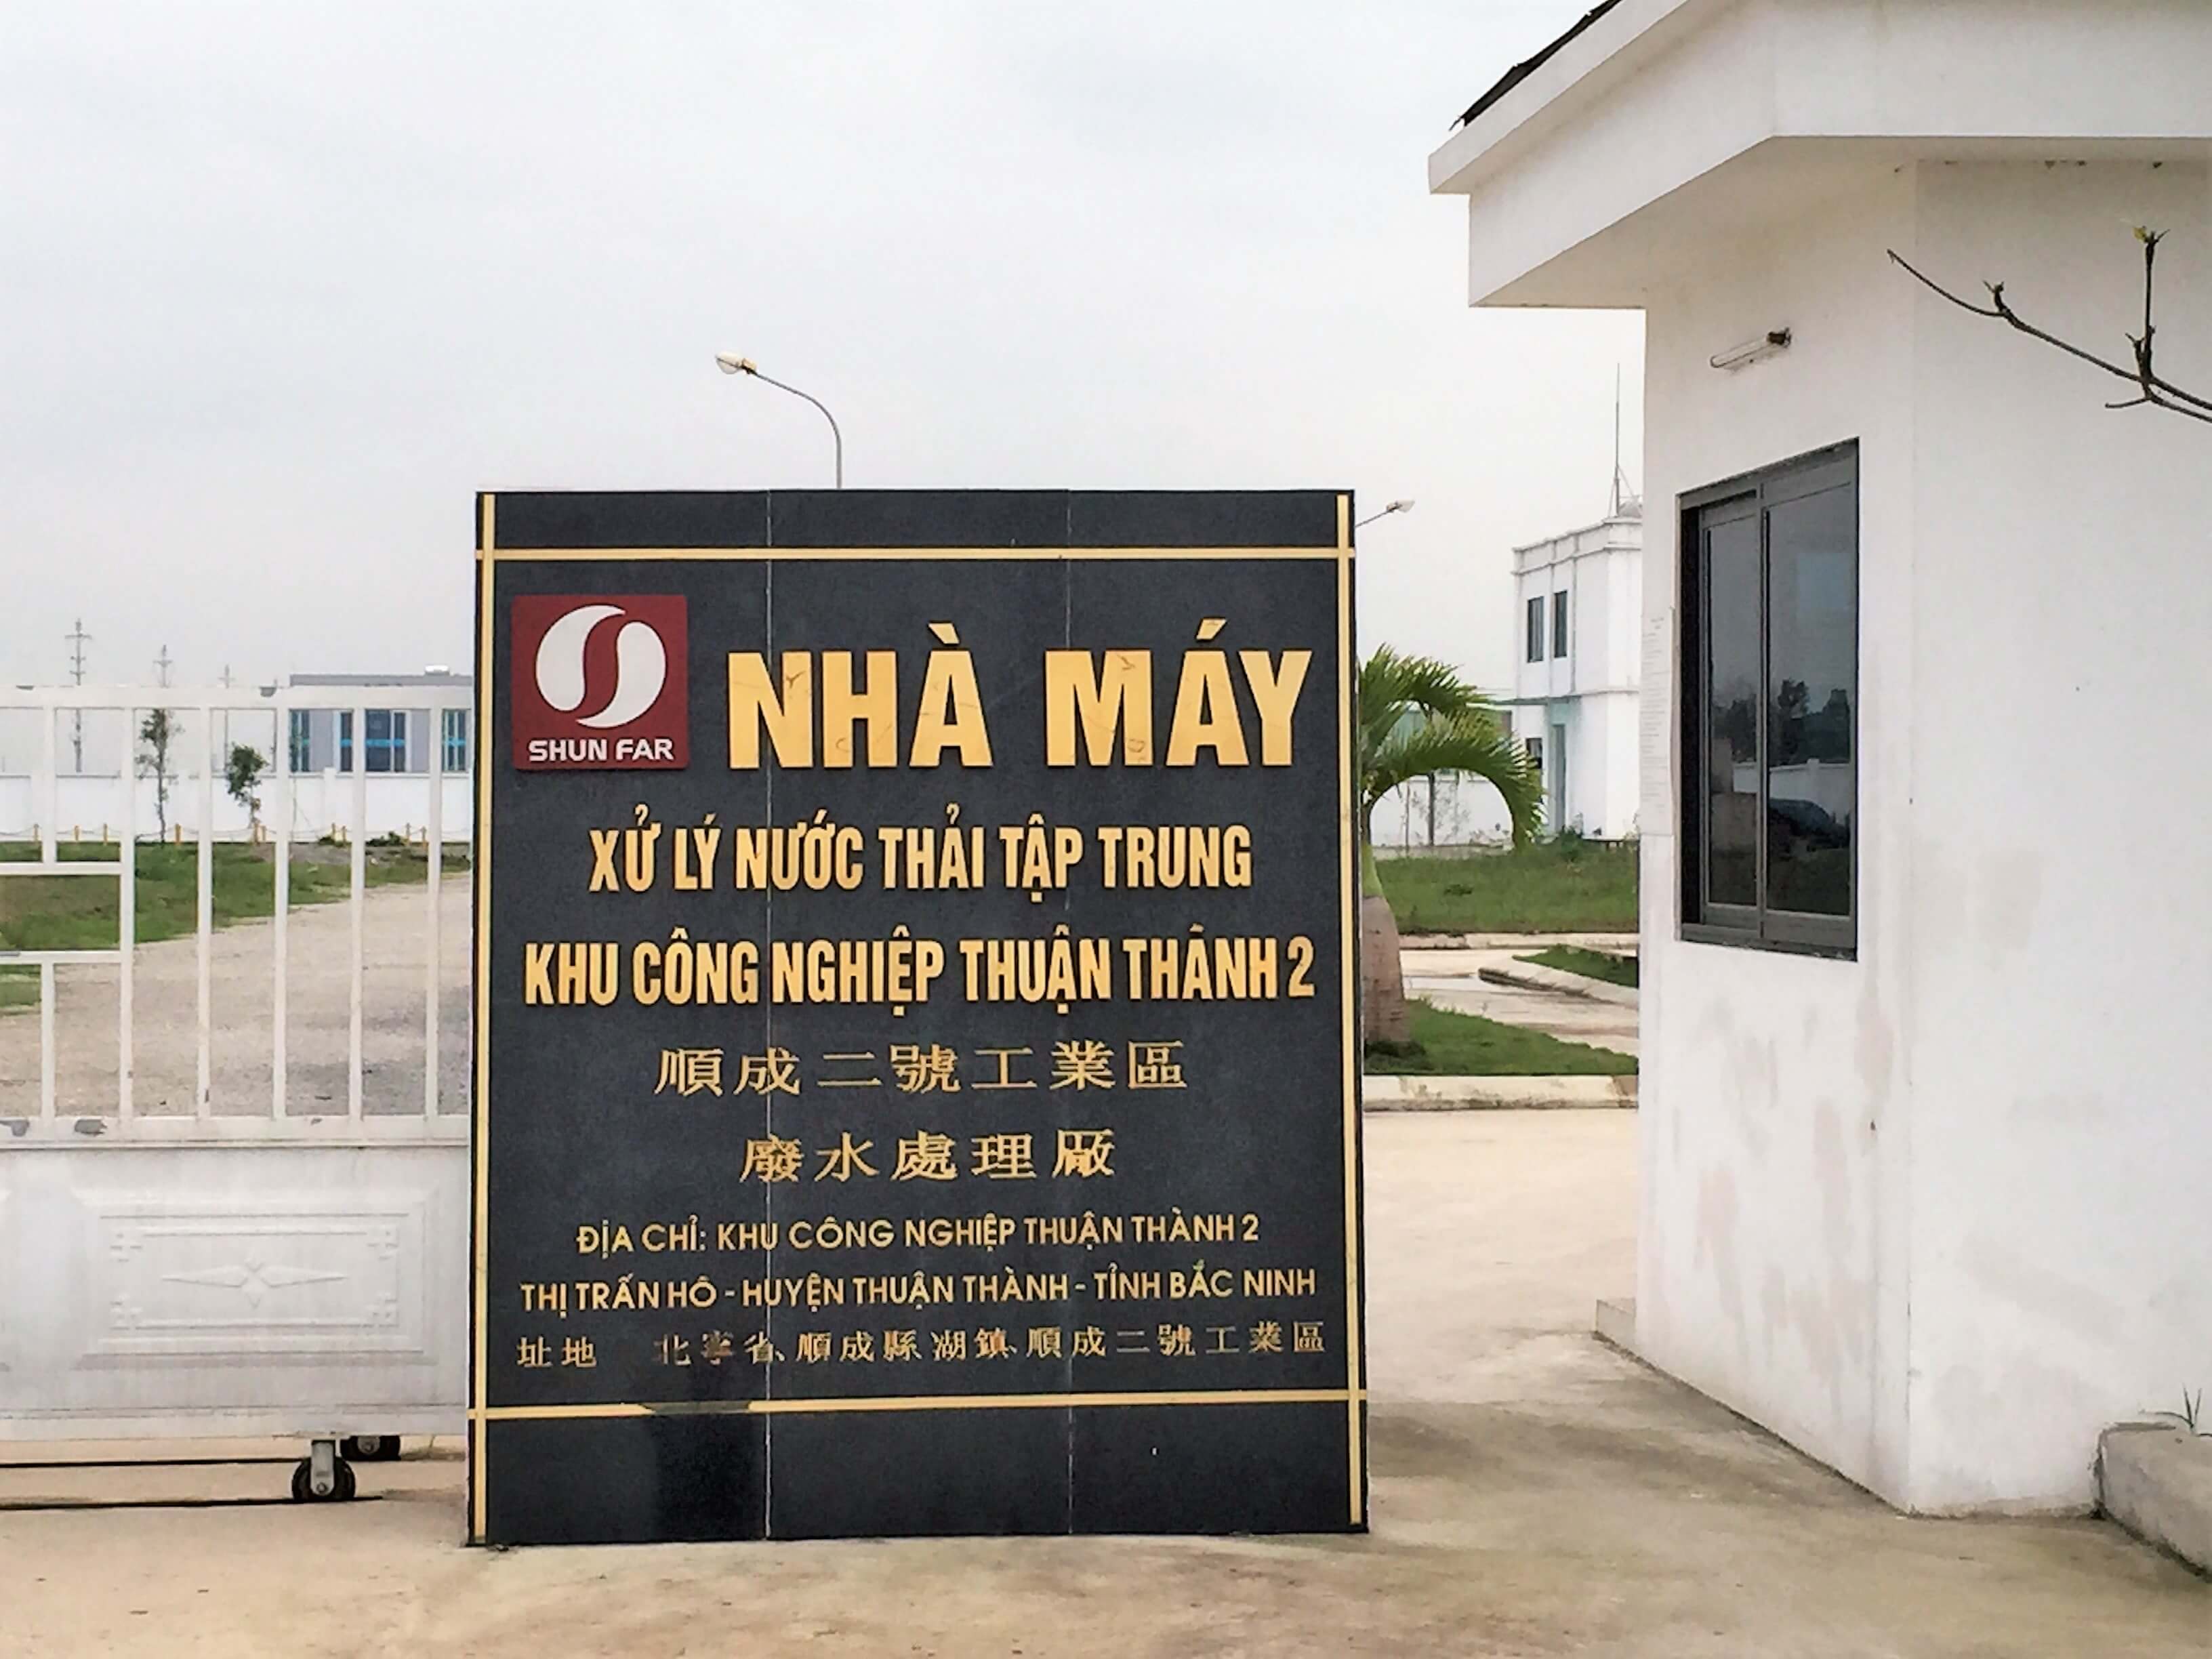 SHUN FAR
NHÀ MÁY
XỬ LÝ NƯỚC THẢI TẬP TRUNG
KHU CÔNG NGHIỆP THUẬN THÀNH 2
順成二號工業區
廢水處理廠
ĐỊA CHỈ: KHU CÔNG NGHIỆP THUẬN THÀNH 2
THỊ TRẤN HỒ - HUYỆN THUẬN THÀNH - TỈNH BẮC NINH
址地 北寧省、順成縣、湖鎮、順成二號工業區